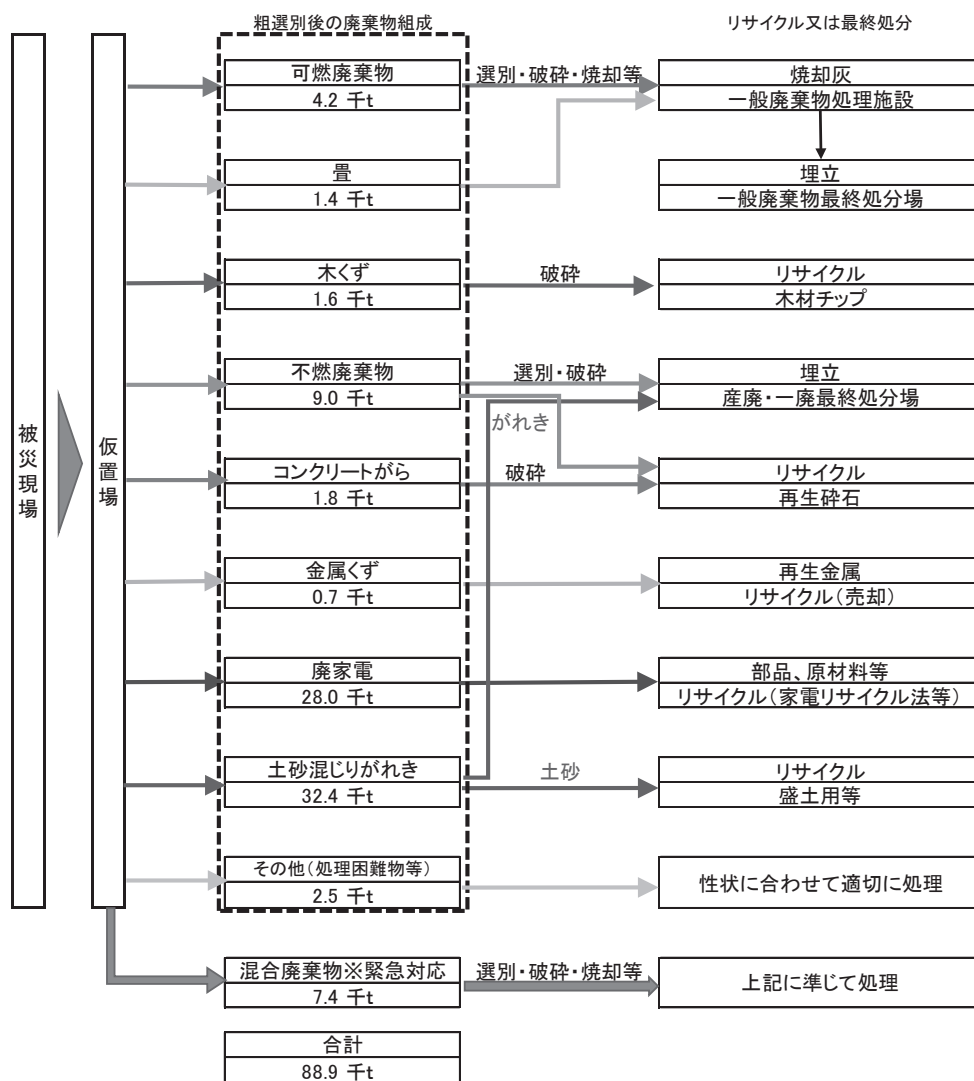 粗選別後の廃棄物組成
リサイクル又は最終処分
被災現場
仮置場
可燃廃棄物
4.2 千t
選別・破砕・焼却等
焼却灰
一般廃棄物処理施設
畳
1.4 千t
埋立
一般廃棄物最終処分場
木くず
1.6 千t
破砕
リサイクル
木材チップ
不燃廃棄物
9.0 千t
選別・破砕
埋立
産廃・一廃最終処分場
がれき
コンクリートがら
1.8 千t
破砕
リサイクル
再生砕石
金属くず
0.7 千t
再生金属
リサイクル（売却）
廃家電
28.0 千t
部品、原材料等
リサイクル（家電リサイクル法等）
土砂混じりがれき
32.4 千t
土砂
リサイクル
盛土用等
その他（処理困難物等）
2.5 千t
性状に合わせて適切に処理
混合廃棄物※緊急対応
7.4 千t
選別・破砕・焼却等
上記に準じて処理
合計
88.9 千t